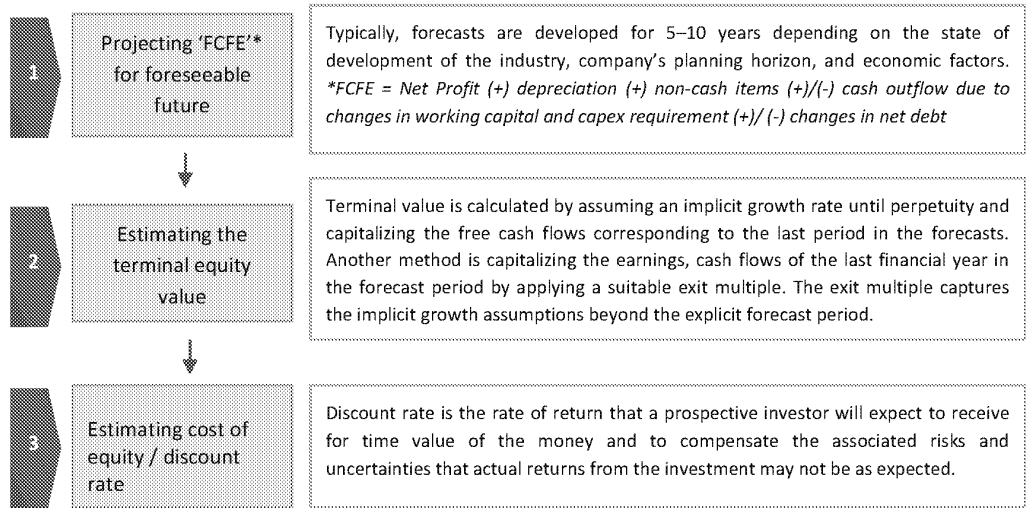 1
Projecting ‘FCFE’*
for foreseeable
future
Typically, forecasts are developed for 5–10 years depending on the state of
development of the industry, company’s planning horizon, and economic factors.
*FCFE = Net Profit (+) depreciation (+) non-cash items (+)/(-) cash outflow due to
changes in working capital and capex requirement (+)/ (-) changes in net debt
2
Estimating the
terminal equity
value
Terminal value is calculated by assuming an implicit growth rate until perpetuity and
capitalizing the free cash flows corresponding to the last period in the forecasts.
Another method is capitalizing the earnings, cash flows of the last financial year in
the forecast period by applying a suitable exit multiple. The exit multiple captures
the implicit growth assumptions beyond the explicit forecast period.
3
Estimating cost of
equity / discount
rate
Discount rate is the rate of return that a prospective investor will expect to receive
for time value of the money and to compensate the associated risks and
uncertainties that actual returns from the investment may not be as expected.